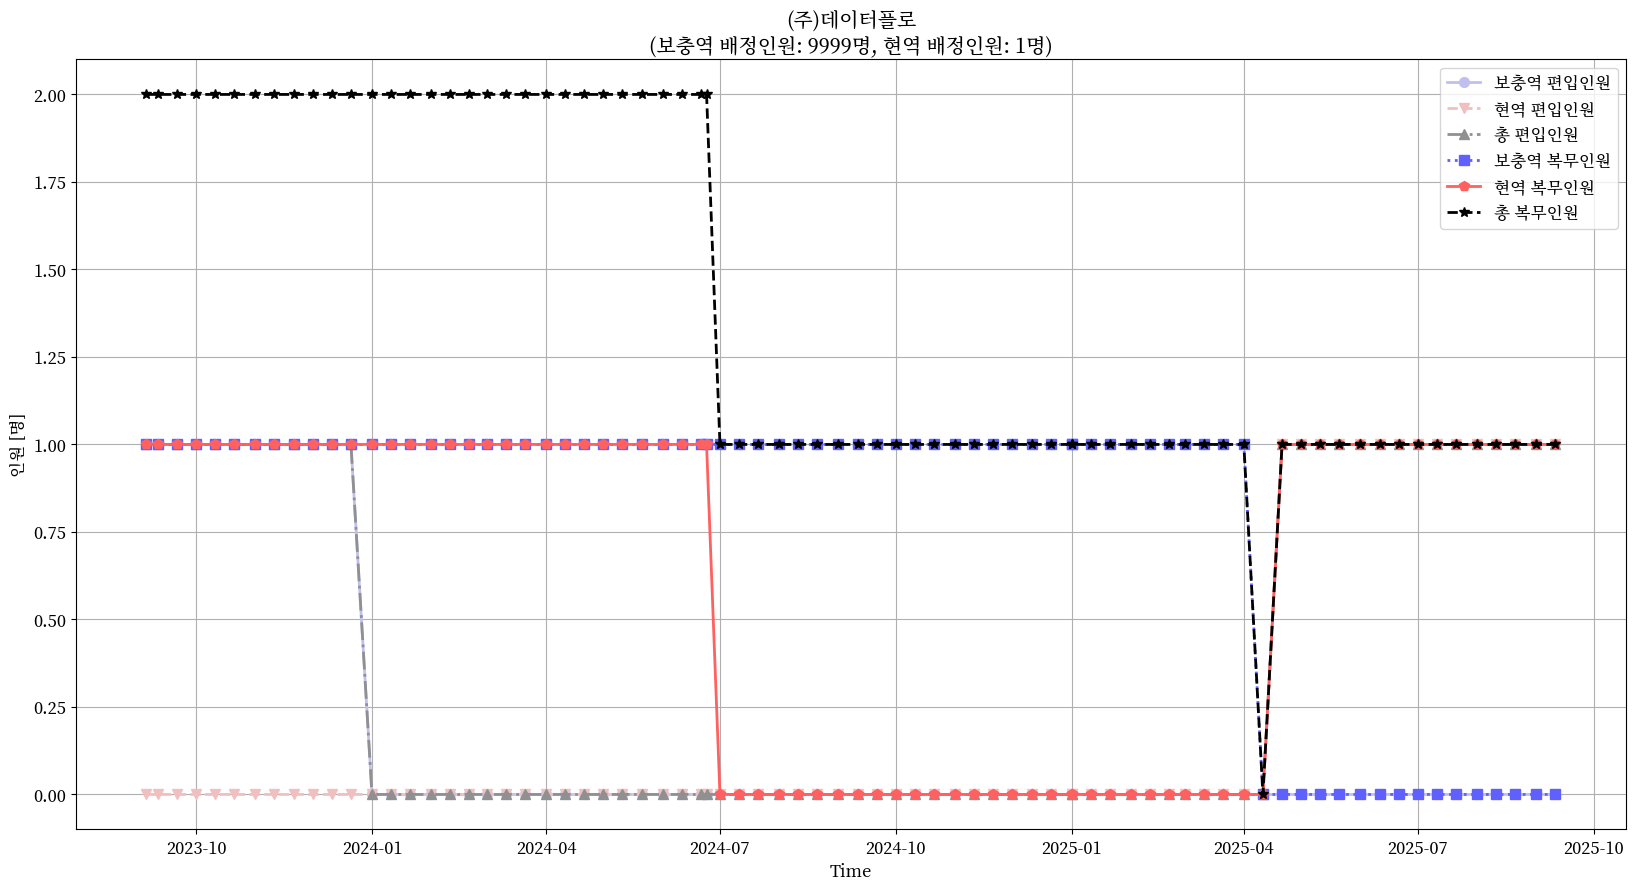 (주)데이터플로
(보충역 배정인원: 9999명, 현역 배정인원: 1명)
보충역 편입인원
현역 편입인원
총 편입인원
보충역 복무인원
현역 복무인원
총 복무인원
인원 [명]
2.00
1.75
1.50
1.25
1.00
0.75
0.50
0.25
0.00
2023-10
2024-01
2024-04
2024-07
2024-10
2025-01
2025-04
2025-07
2025-10
Time